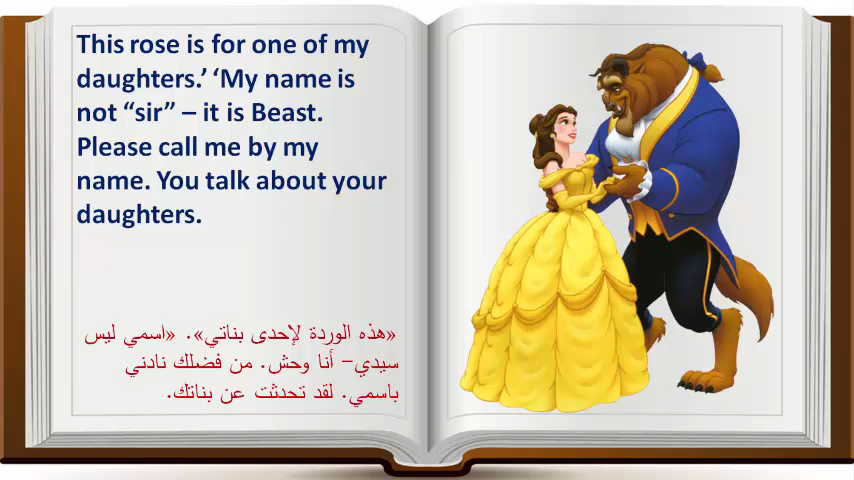 This rose is for one of my
daughters.’ ‘My name is
not “sir” – it is Beast.
Please call me by my
name. You talk about your
daughters.
«هذه الوردة لإحدى بناتي». «اسمي ليس
سيدي– أنا وحش. من فضلك نادني
باسمي. لقد تحدثت عن بناتك.